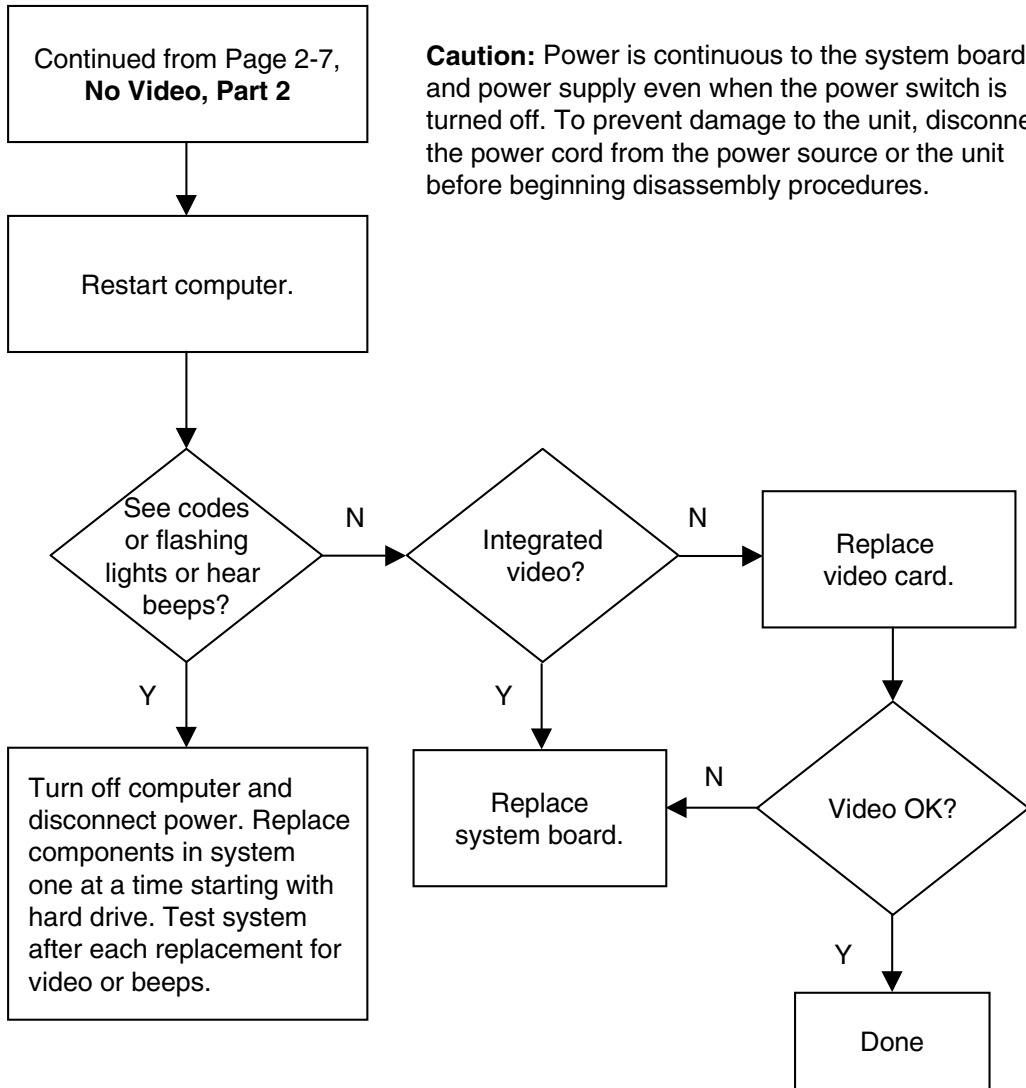 Continued from Page 2-7,
No Video, Part 2
Caution: Power is continuous to the system board
and power supply even when the power switch is
turned off. To prevent damage to the unit, disconne
the power cord from the power source or the unit
before beginning disassembly procedures.
Restart computer.
See codes
or flashing
lights or hear
beeps?
N
Integrated
video?
N
Replace
video card.
Y
Y
Turn off computer and
disconnect power. Replace
components in system
one at a time starting with
hard drive. Test system
after each replacement for
video or beeps.
Replace
system board.
N
Video OK?
Y
Done